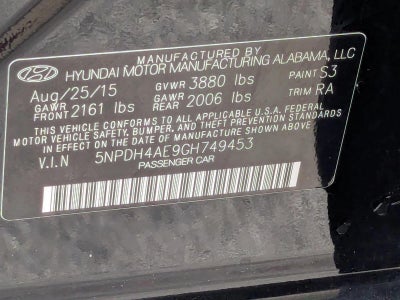 MANUFACTURED BY
HYUNDAI MOTOR MANUFACTURING ALABAMA, LLC
Aug/25/15 GVWR 3880 lbs PAINT S3
GAWR FRONT 2161 lbs GAWR REAR 2006 lbs TRIM RA
THIS VEHICLE CONFORMS TO ALL APPLICABLE U.S.A. FEDERAL
MOTOR VEHICLE SAFETY, BUMPER, AND THEFT PREVENTION STANDARDS
IN EFFECT ON THE DATE OF MANUFACTURE SHOWN ABOVE.
V.I.N 5NPDH4AE9GH749453
PASSENGER CAR